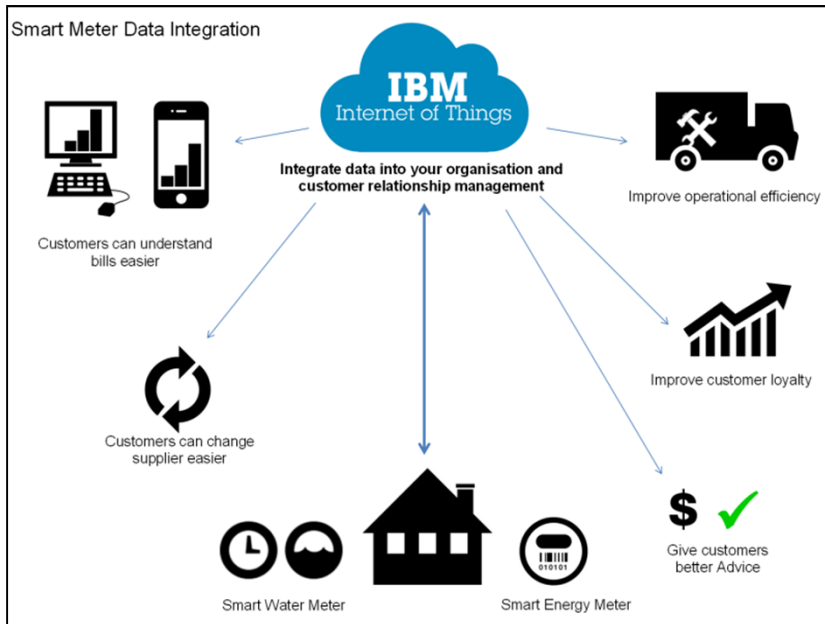 Smart Meter Data Integration
IBM
Internet of Things
Integrate data into your organisation and
customer relationship management
Customers can understand
bills easier
Improve operational efficiency
Customers can change
supplier easier
Improve customer loyalty
$
Give customers
better Advice
010101
Smart Water Meter
Smart Energy Meter